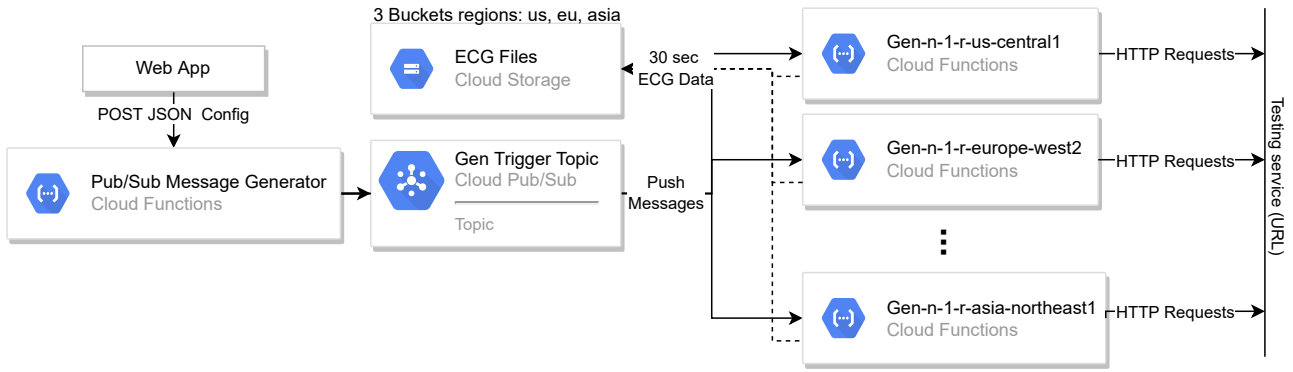 3 Buckets regions: us, eu, asia
Web App
POST JSON  Config
Pub/Sub Message Generator
Cloud Functions
ECG Files
Cloud Storage
Gen Trigger Topic
Cloud Pub/Sub
Topic
30 sec
ECG Data
Push
Messages
Gen-n-1-r-us-central1
Cloud Functions
HTTP Requests
Gen-n-1-r-europe-west2
Cloud Functions
HTTP Requests
Gen-n-1-r-asia-northeast1
Cloud Functions
HTTP Requests
Testing service (URL)